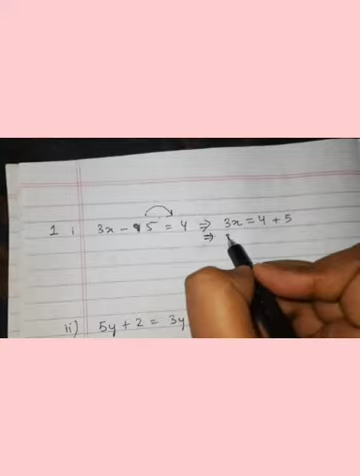 1 i 3x - 5 = 4 ⇒ 3x = 4 + 5
⇒
ii) 5y + 2 = 3y